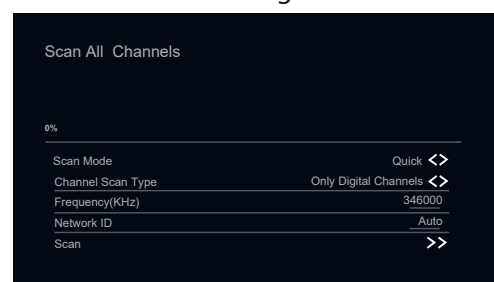 Scan All Channels
0%
Scan Mode Quick <>
Channel Scan Type Only Digital Channels <>
Frequency(KHz) 346000
Network ID Auto
Scan >>